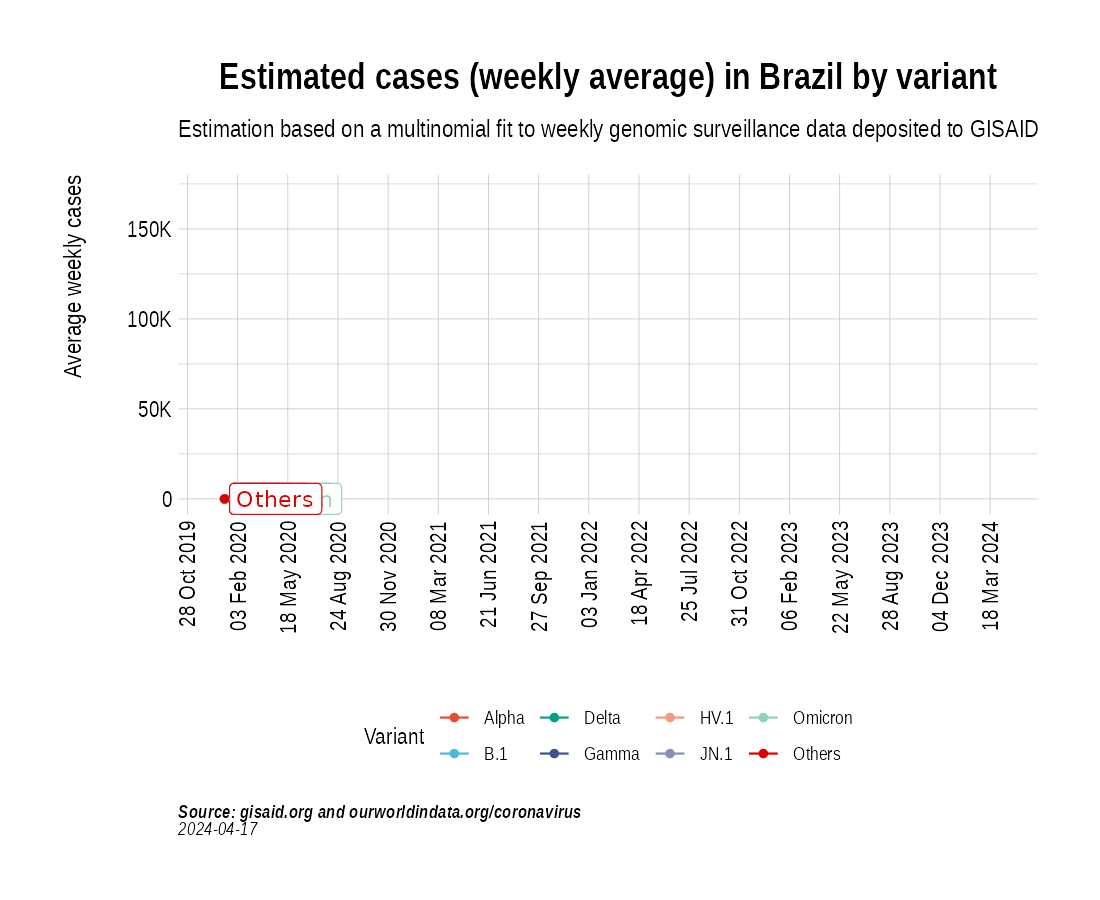 Estimated cases (weekly average) in Brazil by variant
Estimation based on a multinomial fit to weekly genomic surveillance data deposited to GISAID
Average weekly cases
150K
100K
50K
0
Others
n
28 Oct 2019
03 Feb 2020
18 May 2020
24 Aug 2020
30 Nov 2020
08 Mar 2021
21 Jun 2021
27 Sep 2021
03 Jan 2022
18 Apr 2022
25 Jul 2022
31 Oct 2022
06 Feb 2023
22 May 2023
28 Aug 2023
04 Dec 2023
18 Mar 2024
Variant
Alpha
Delta
HV.1
Omicron
B.1
Gamma
JN.1
Others
Source: gisaid.org and ourworldindata.org/coronavirus
2024-04-17